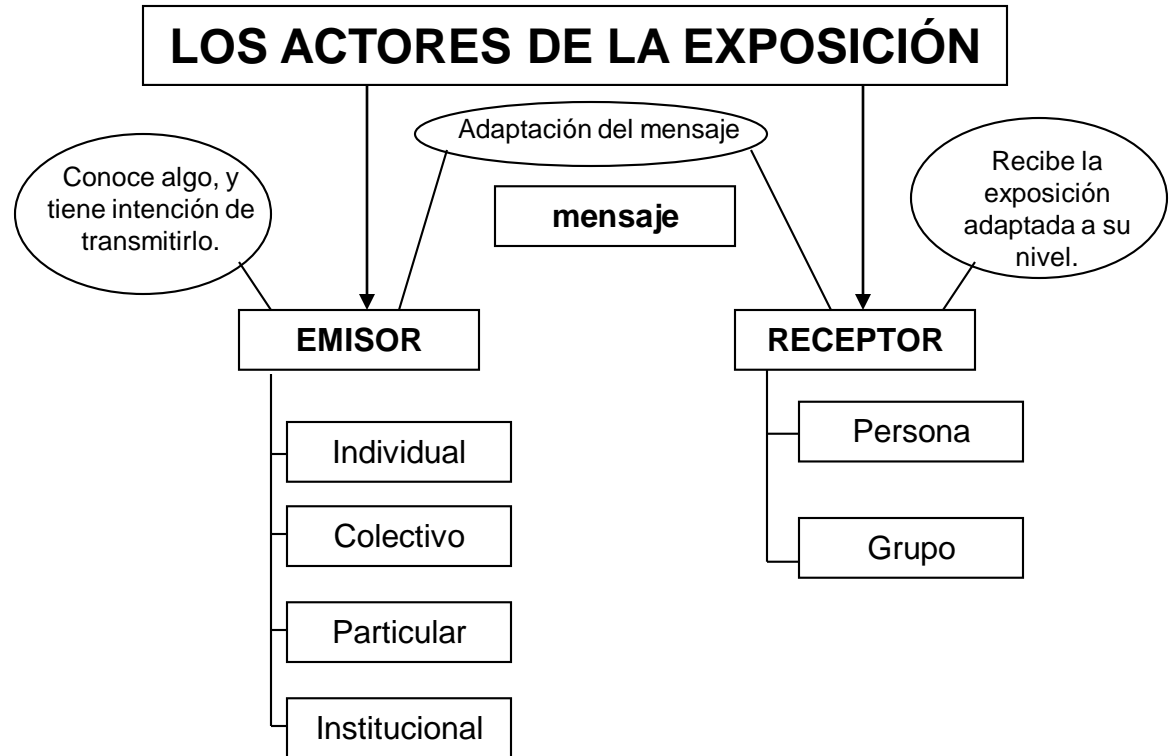 LOS ACTORES DE LA EXPOSICIÓN
Adaptación del mensaje
Conoce algo, y
tiene intención de
transmitirlo.
mensaje
Recibe la
exposición
adaptada a su
nivel.
EMISOR
RECEPTOR
Individual
Colectivo
Particular
Institucional
Persona
Grupo